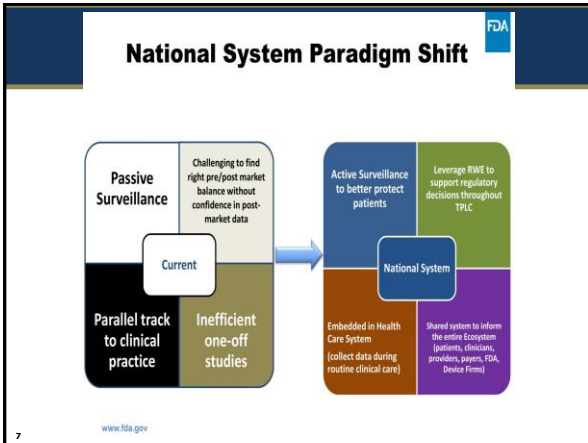 FDA
National System Paradigm Shift
Passive
Surveillance
Challenging to find
right pre/post market
balance without
confidence in post-
market data
Current
Parallel track
to clinical
practice
Inefficient
one-off
studies
Active Surveillance
to better protect
patients
Leverage RWE to
support regulatory
decisions throughout
TPLC
National System
Embedded in Health
Care System
(collect data during
routine clinical care)
Shared system to inform
the entire Ecosystem
(patients, clinicians,
providers, payers, FDA,
Device Firms)
www.fda.gov
7